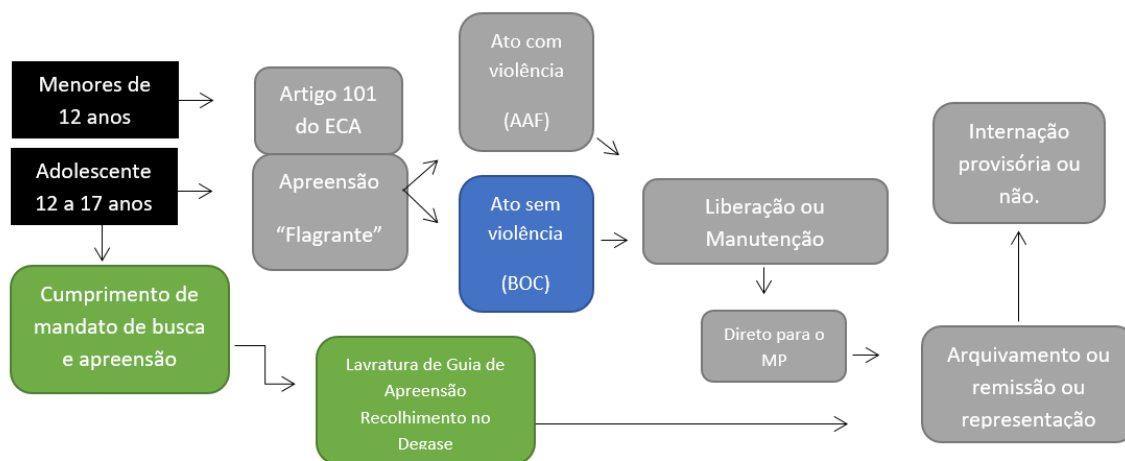 Menores de
12 anos
Artigo 101
do ECA
Ato com
violência
(AAF)
Adolescente
12 a 17 anos
Apreensão
“Flagrante”
Ato sem
violência
(BOC)
Liberação ou
Manutenção
Internação
provisória ou
não.
Cumprimento de
mandato de busca
e apreensão
Lavratura de Guia de
Apreensão
Recolhimento no
Degase
Direto para o
MP
Arquivamento ou
remissão ou
representação